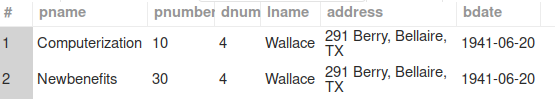 # pname pnumber dnum lname address bdate
1 Computerization 10 4 Wallace 291 Berry, Bellaire, TX 1941-06-20
2 Newbenefits 30 4 Wallace 291 Berry, Bellaire, TX 1941-06-20